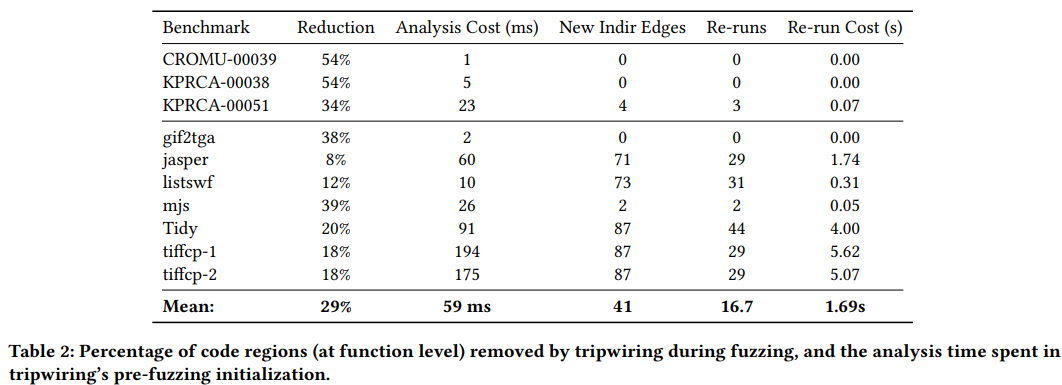 Benchmark Reduction Analysis Cost (ms) New Indir Edges Re-runs Re-run Cost (s)
CROMU-00039 54% 1 0 0 0.00
KPRCA-00038 54% 5 0 0 0.00
KPRCA-00051 34% 23 4 3 0.07
gif2tga 38% 2 0 0 0.00
jasper 8% 60 71 29 1.74
listswf 12% 10 73 31 0.31
mjs 39% 26 2 2 0.05
Tidy 20% 91 87 44 4.00
tiffcp-1 18% 194 87 29 5.62
tiffcp-2 18% 175 87 29 5.07
Mean: 29% 59 ms 41 16.7 1.69s
Table 2: Percentage of code regions (at function level) removed by tripwiring during fuzzing, and the analysis time spent in
tripwiring’s pre-fuzzing initialization.